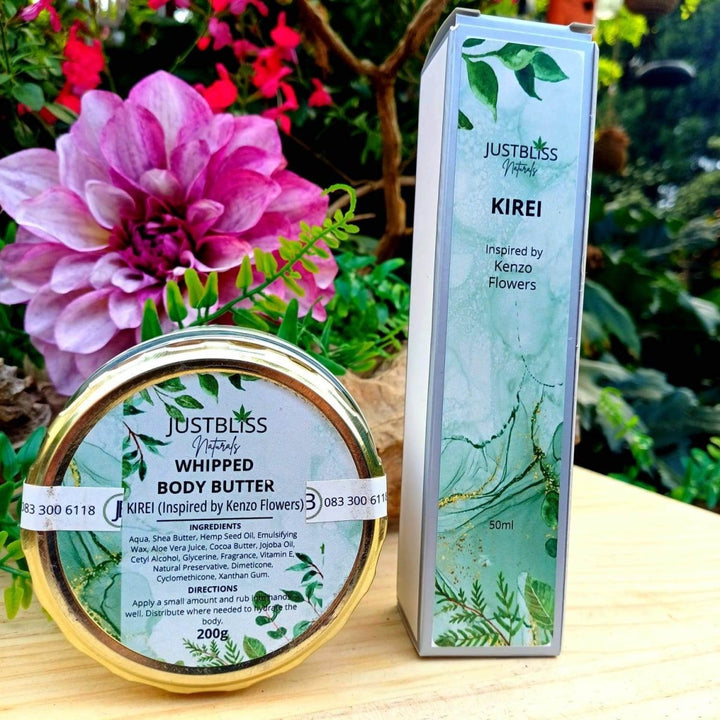 JUSTBLiSS
Naturals
WHIPPED
BODY BUTTER
KIREI (Inspired by Kenzo Flowers)
083 300 6118
083 300 6118
INGREDIENTS
Aqua, Shea Butter, Hemp Seed Oil, Emulsifying
Wax, Aloe Vera Juice, Cocoa Butter, Jojoba Oil,
Cetyl Alcohol, Glycerine, Fragrance, Vitamin E,
Natural Preservative, Dimeticone,
Cyclomethicone, Xanthan Gum.
DIRECTIONS
Apply a small amount and rub into hands
well. Distribute where needed to hydrate the
body.
200g
JUSTBLiSS
Naturals
KIREI
Inspired by
Kenzo
Flowers
50ml